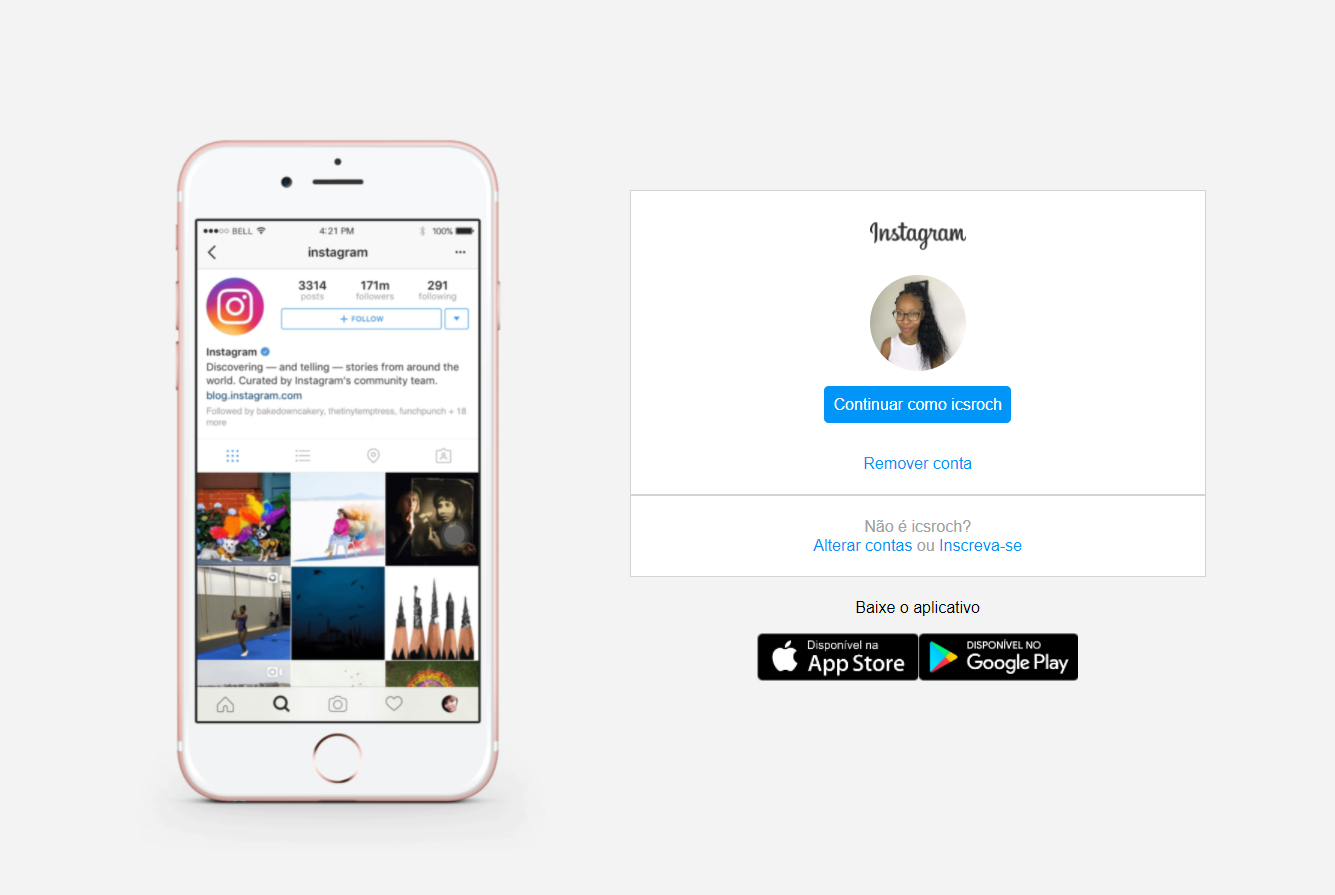 ●●●○○ BELL
4:21 PM
100%
instagram
3314
posts
171m
followers
291
following
+ FOLLOW
Instagram
Discovering — and telling — stories from around the
world. Curated by Instagram's community team.
blog.instagram.com
Followed by bakedowncakery, thetinytemptress, funchpunch + 18
more
Instagram
Continuar como icsroch
Remover conta
Não é icsroch?
Alterar contas ou Inscreva-se
Baixe o aplicativo
Disponível na
App Store
DISPONÍVEL NO
Google Play